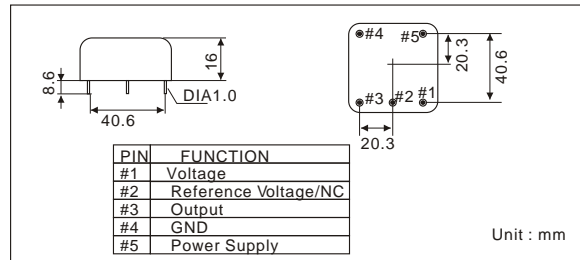 #4 #5
16
8.6
DIA1.0
40.6
20.3
40.6
#3 #2 #1
20.3
PIN FUNCTION
#1 Voltage
#2 Reference Voltage/NC
#3 Output
#4 GND
#5 Power Supply
Unit : mm